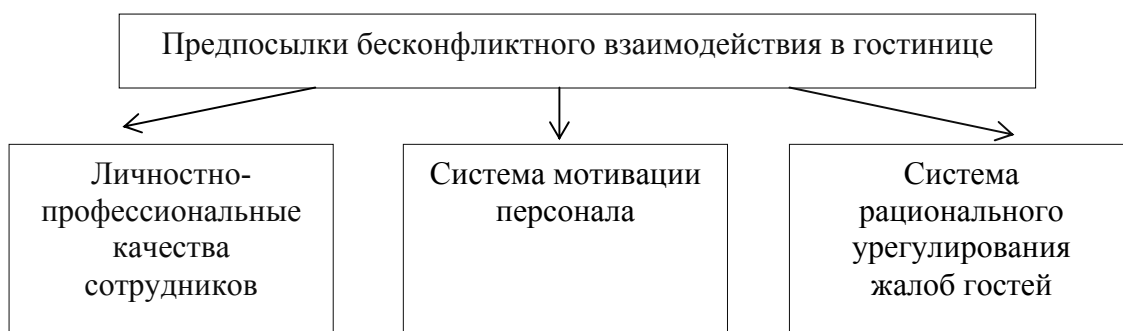 Предпосылки бесконфликтного взаимодействия в гостинице
Личностно-
профессиональные
качества
сотрудников
Система мотивации
персонала
Система
рационального
урегулирования
жалоб гостей